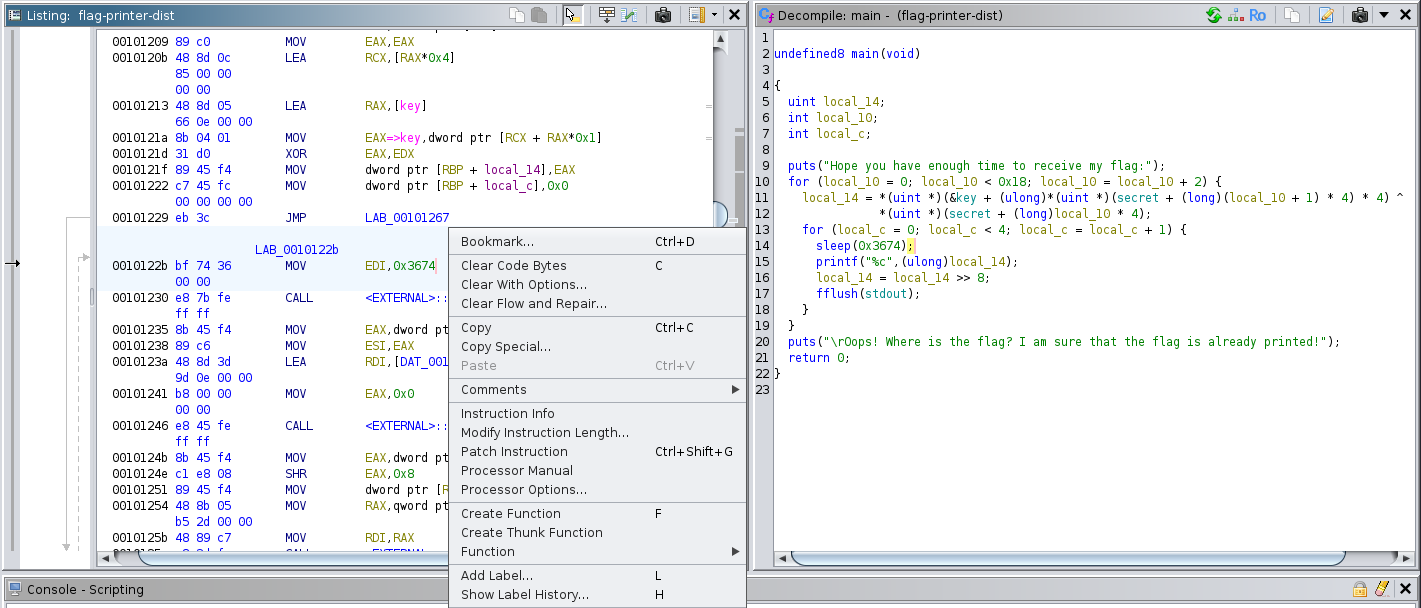 Listing: flag-printer-dist
00101209 89 c0 MOV EAX,EAX
0010120b 48 8d 0c LEA RCX,[RAX*0x4]
85 00 00
00 00
00101213 48 8d 05 LEA RAX,[key]
66 0e 00 00
0010121a 8b 04 01 MOV EAX=>key,dword ptr [RCX + RAX*0x1]
0010121d 31 d0 XOR EAX,EDX
0010121f 89 45 f4 MOV dword ptr [RBP + local_14],EAX
00101222 c7 45 fc MOV dword ptr [RBP + local_c],0x0
00 00 00 00
00101229 eb 3c JMP LAB_00101267
LAB_0010122b
0010122b bf 74 36 MOV EDI,0x3674
00 00
00101230 e8 7b fe CALL <EXTERNAL>::
ff ff
00101235 8b 45 f4 MOV EAX,dword pt
00101238 89 c6 MOV ESI,EAX
0010123a 48 8d 3d LEA RDI,[DAT_001
9d 0e 00 00
00101241 b8 00 00 MOV EAX,0x0
00 00
00101246 e8 45 fe CALL <EXTERNAL>::
ff ff
0010124b 8b 45 f4 MOV EAX,dword pt
0010124e c1 e8 08 SHR EAX,0x8
00101251 89 45 f4 MOV dword ptr [R
00101254 48 8b 05 MOV RAX,qword pt
b5 2d 00 00
0010125b 48 89 c7 MOV RDI,RAX
Bookmark... Ctrl+D
Clear Code Bytes C
Clear With Options...
Clear Flow and Repair...
Copy Ctrl+C
Copy Special...
Paste Ctrl+V
Comments
Instruction Info
Modify Instruction Length...
Patch Instruction Ctrl+Shift+G
Processor Manual
Processor Options...
Create Function F
Create Thunk Function
Function
Add Label... L
Show Label History... H
Decompile: main - (flag-printer-dist)
Ro
1
2 undefined8 main(void)
3
4 {
5 uint local_14;
6 int local_10;
7 int local_c;
8
9 puts("Hope you have enough time to receive my flag:");
10 for (local_10 = 0; local_10 < 0x18; local_10 = local_10 + 2) {
11 local_14 = *(uint *)(&key + (ulong)*(uint *)(secret + (long)(local_10 + 1) * 4) * 4) ^
12 *(uint *)(secret + (long)local_10 * 4);
13 for (local_c = 0; local_c < 4; local_c = local_c + 1) {
14 sleep(0x3674);
15 printf("%c",(ulong)local_14);
16 local_14 = local_14 >> 8;
17 fflush(stdout);
18 }
19 }
20 puts("\rOops! Where is the flag? I am sure that the flag is already printed!");
21 return 0;
22 }
23
Console - Scripting